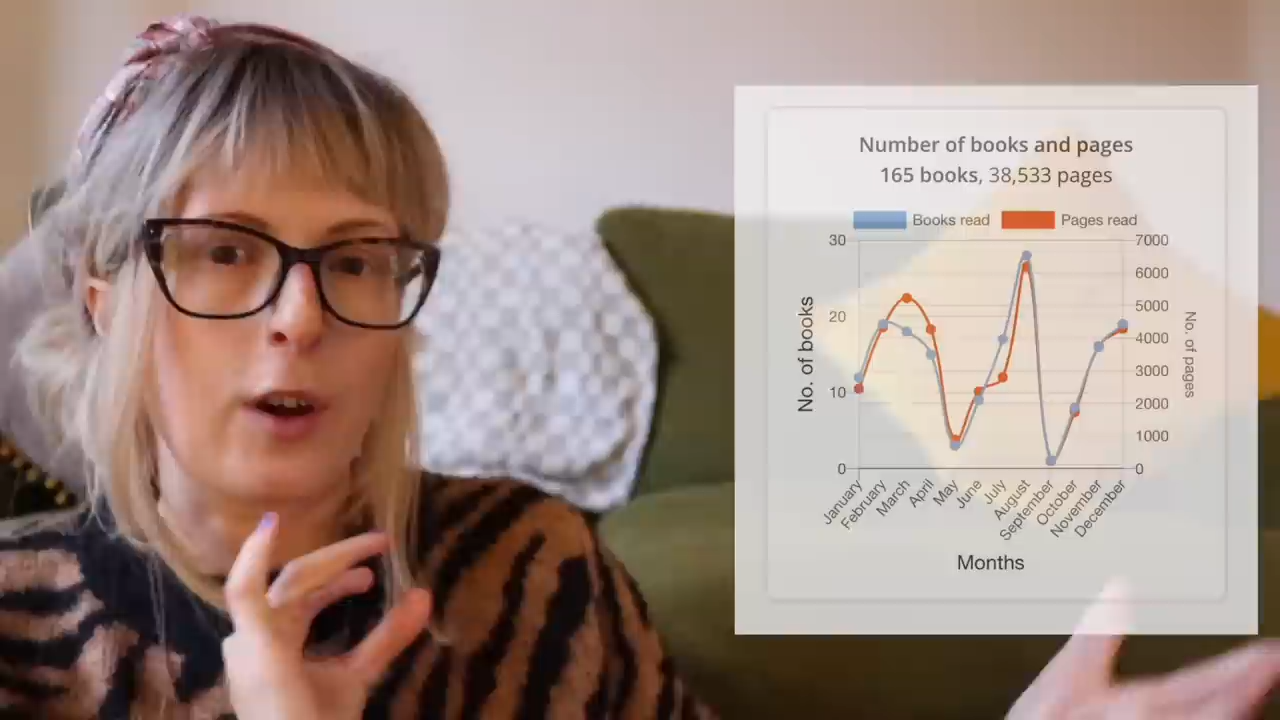 Number of books and pages
165 books, 38,533 pages
Books read Pages read
30 7000
6000
20 5000
4000
3000
10 2000
1000
0 0
No. of books
No. of pages
January February March April May June July August September October November December
Months